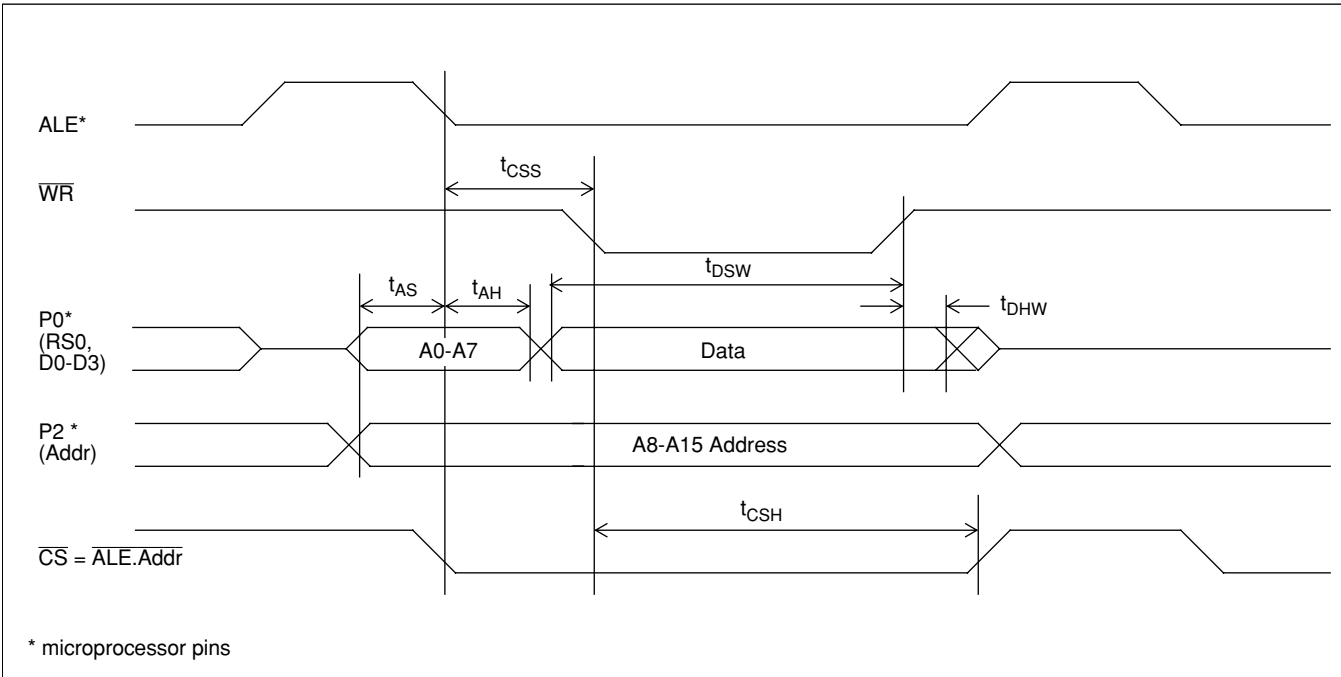 ALE*
tCSS
WR
tDSW
tAS
tAH
tDHW
P0*
(RS0,
D0-D3)
A0-A7
Data
P2 *
(Addr)
A8-A15 Address
tCSH
CS = ALE.Addr
* microprocessor pins